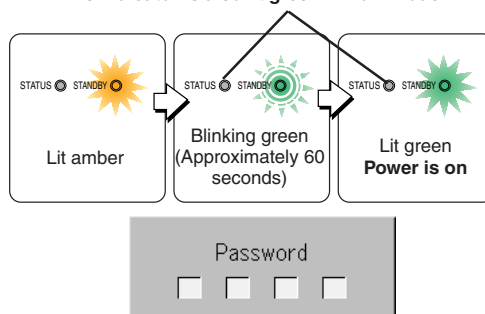 STATUS STANDBY
Lit amber
STATUS STANDBY
Blinking green
(Approximately 60
seconds)
STATUS STANDBY
Lit green
Power is on
Password